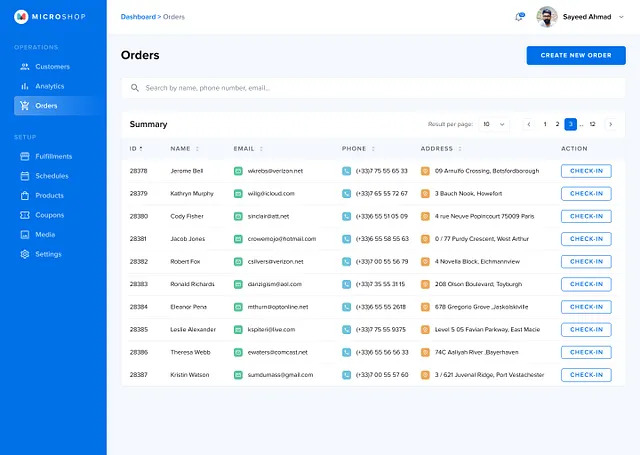 MICROSHOP
Dashboard > Orders
Sayeed Ahmad
OPERATIONS
Customers
Analytics
Orders
SETUP
Fulfillments
Schedules
Products
Coupons
Media
Settings
Orders
CREATE NEW ORDER
Search by name, phone number, email...
Summary
Result per page: 10 1 2 3 .. 12
ID NAME EMAIL PHONE ADDRESS ACTION
28378 Jerome Bell wkrebs@verizon.net (+33)7 75 55 65 33 09 Arnulfo Crossing, Botsfordborough CHECK-IN
28379 Kathryn Murphy willg@icloud.com (+33)7 65 55 72 67 3 Bauch Nook, Howefort CHECK-IN
28380 Cody Fisher sinclair@att.net (+33)6 55 51 05 09 4 rue Neuve Popincourt 75009 Paris CHECK-IN
28381 Jacob Jones crowemojo@hotmail.com (+33)6 55 58 55 63 0 / 77 Purdy Crescent, West Arthur CHECK-IN
28382 Robert Fox csilvers@verizon.net (+33)7 00 55 56 79 4 Novella Block, Eichmannview CHECK-IN
28383 Ronald Richards danzigism@aol.com (+33)7 35 55 31 15 208 Olson Boulevard, Tayburgh CHECK-IN
28384 Eleanor Pena mthurn@optonline.net (+33)6 55 55 2618 678 Gregorio Grove ,Jaskolskiville CHECK-IN
28385 Leslie Alexander kspiteri@live.com (+33)7 75 55 9375 Level 5 05 Favian Parkway, East Macie CHECK-IN
28386 Theresa Webb ewaters@comcast.net (+33)6 55 56 56 33 74C Aaliyah River ,Bayerhaven CHECK-IN
28387 Kristin Watson sumdumass@gmail.com (+33)7 00 55 57 60 3 / 621 Juvenal Ridge, Port Vestachester CHECK-IN